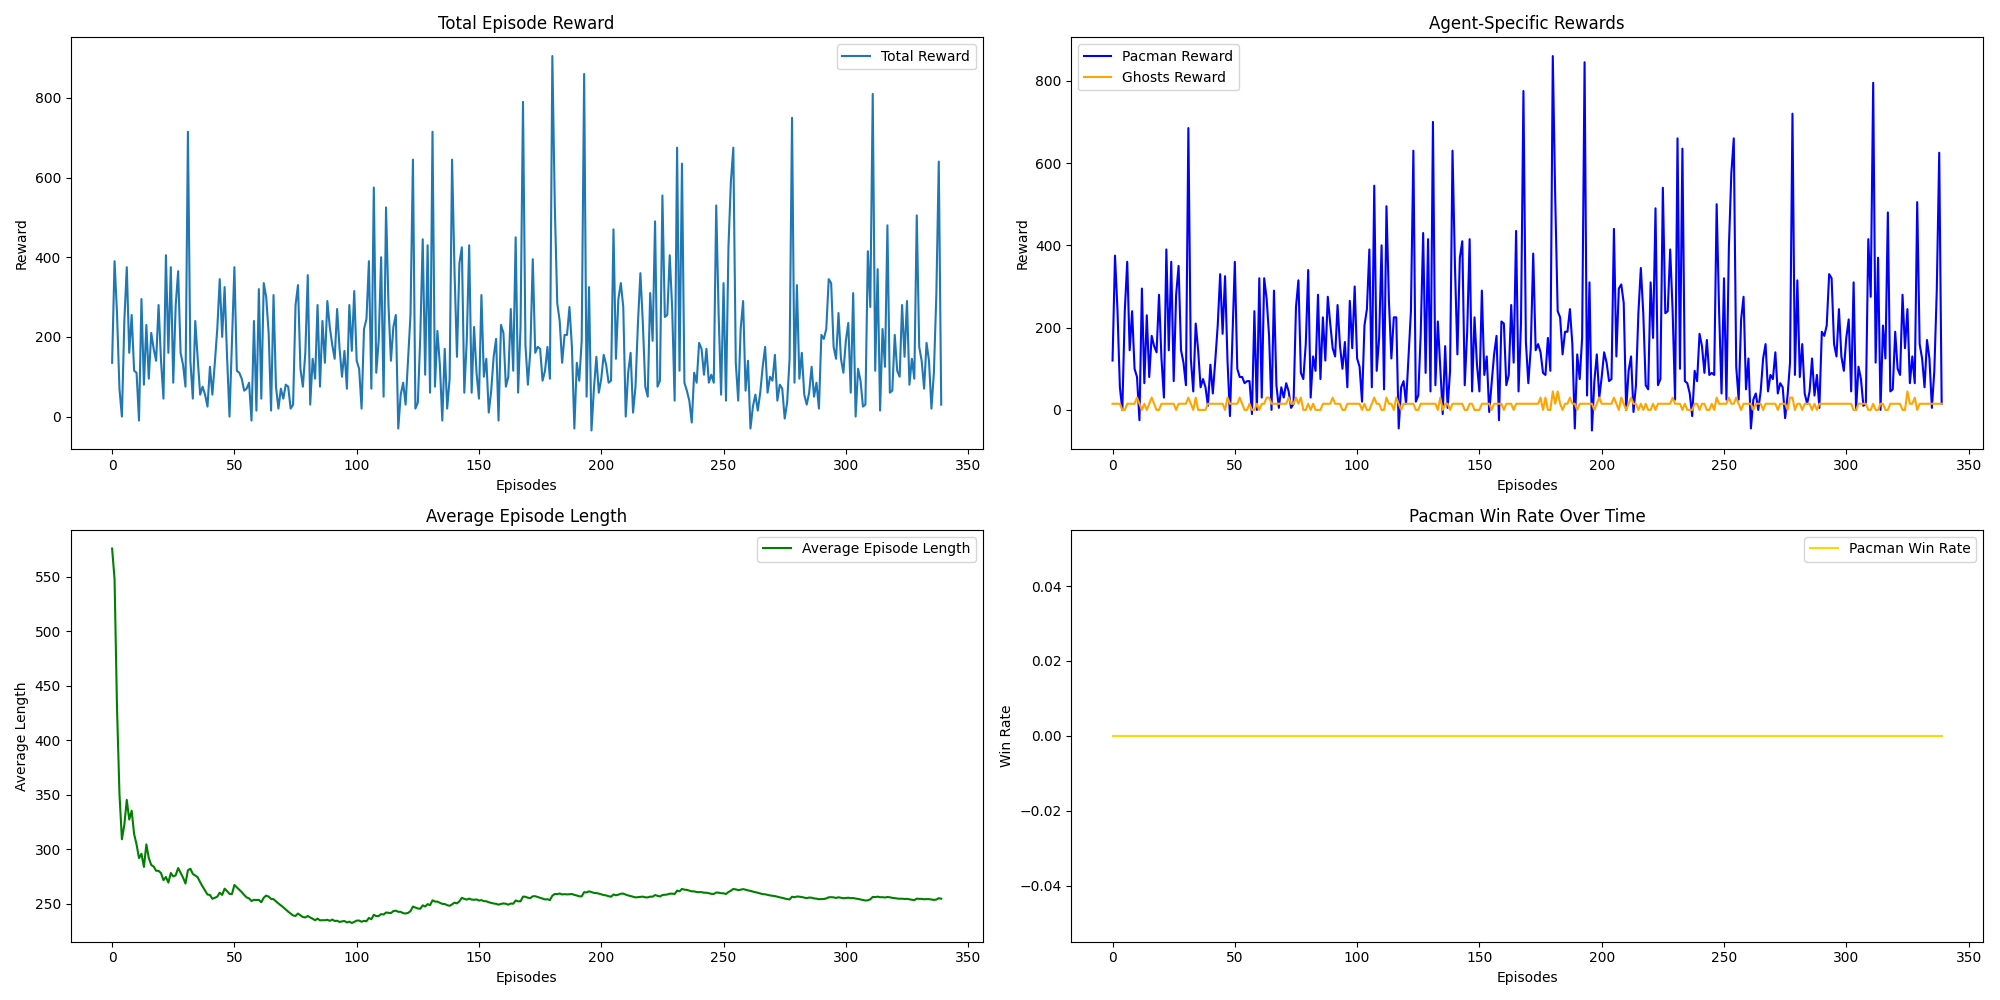 Total Episode Reward
Total Reward
Reward
800
600
400
200
0
0 50 100 150 200 250 300 350
Episodes
Agent-Specific Rewards
Pacman Reward
Ghosts Reward
Reward
800
600
400
200
0
0 50 100 150 200 250 300 350
Episodes
Average Episode Length
Average Episode Length
Average Length
550
500
450
400
350
300
250
0 50 100 150 200 250 300 350
Episodes
Pacman Win Rate Over Time
Pacman Win Rate
Win Rate
0.04
0.02
0.00
−0.02
−0.04
0 50 100 150 200 250 300 350
Episodes